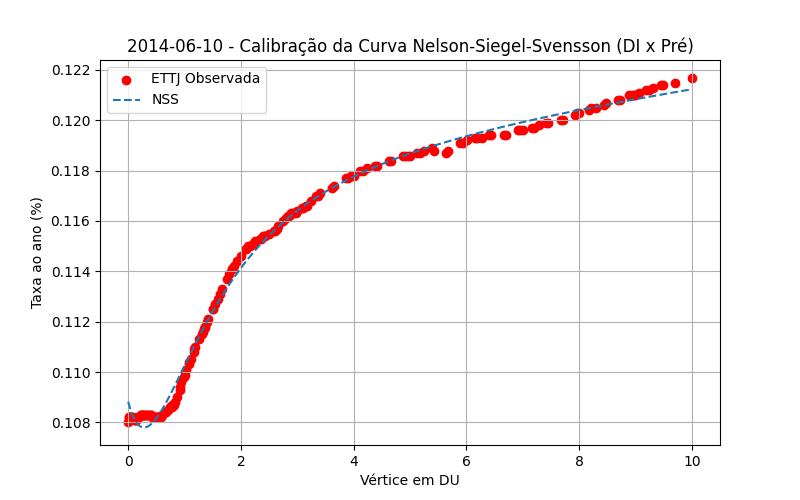 2014-06-10 - Calibração da Curva Nelson-Siegel-Svensson (DI x Pré)
ETTJ Observada
NSS
Taxa ao ano (%)
0.122
0.120
0.118
0.116
0.114
0.112
0.110
0.108
0 2 4 6 8 10
Vértice em DU